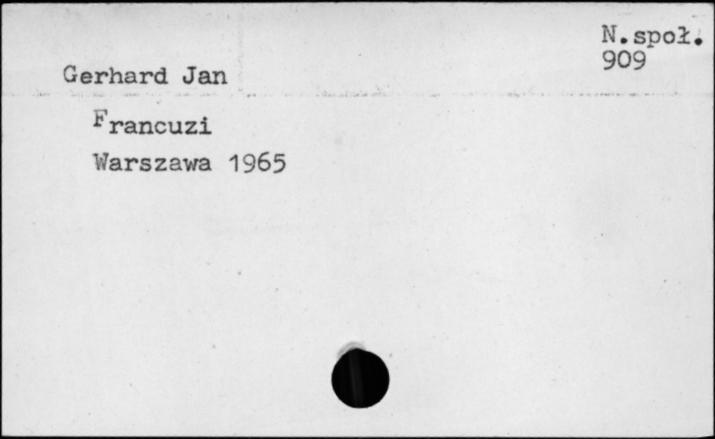 N.społ.
909
Gerhard Jan
Francuzi
Warszawa 1965